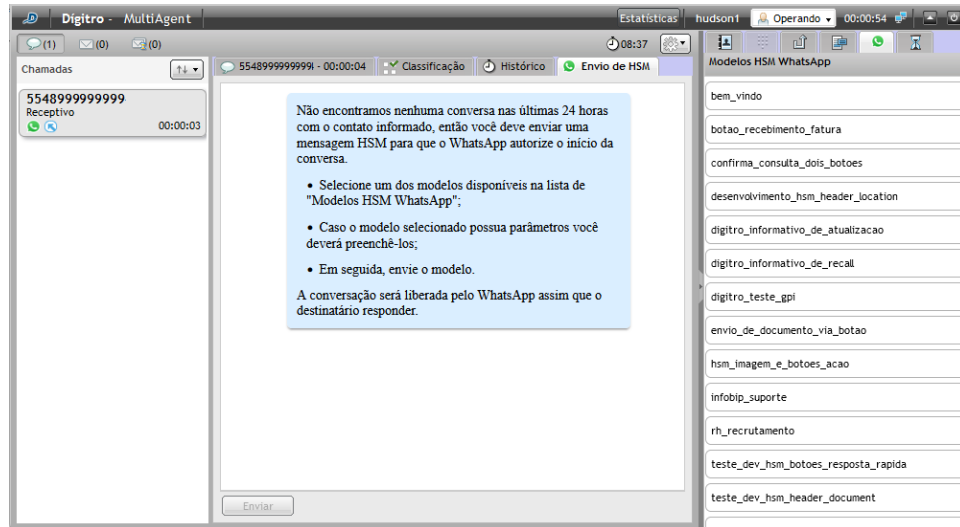 Digitro - MultiAgent
Estatísticas
hudson1
Operando
00:00:54
(1)
(0)
(0)
08:37
Chamadas
5548999999999
Receptivo
00:00:03
5548999999999i - 00:00:04
Classificação
Histórico
Envio de HSM
Não encontramos nenhuma conversa nas últimas 24 horas
com o contato informado, então você deve enviar uma
mensagem HSM para que o WhatsApp autorize o início da
conversa.
• Selecione um dos modelos disponíveis na lista de
"Modelos HSM WhatsApp";
• Caso o modelo selecionado possua parâmetros você
deverá preenchê-los;
• Em seguida, envie o modelo.
A conversação será liberada pelo WhatsApp assim que o
destinatário responder.
Enviar
Modelos HSM WhatsApp
bem_vindo
botao_recebimento_fatura
confirma_consulta_dois_botoes
desenvolvimento_hsm_header_location
digitro_informativo_de_atualizacao
digitro_informativo_de_recall
digitro_teste_gpi
envio_de_documento_via_botao
hsm_imagem_e_botoes_acao
infobip_suporte
rh_recrutamento
teste_dev_hsm_botoes_resposta_rapida
teste_dev_hsm_header_document